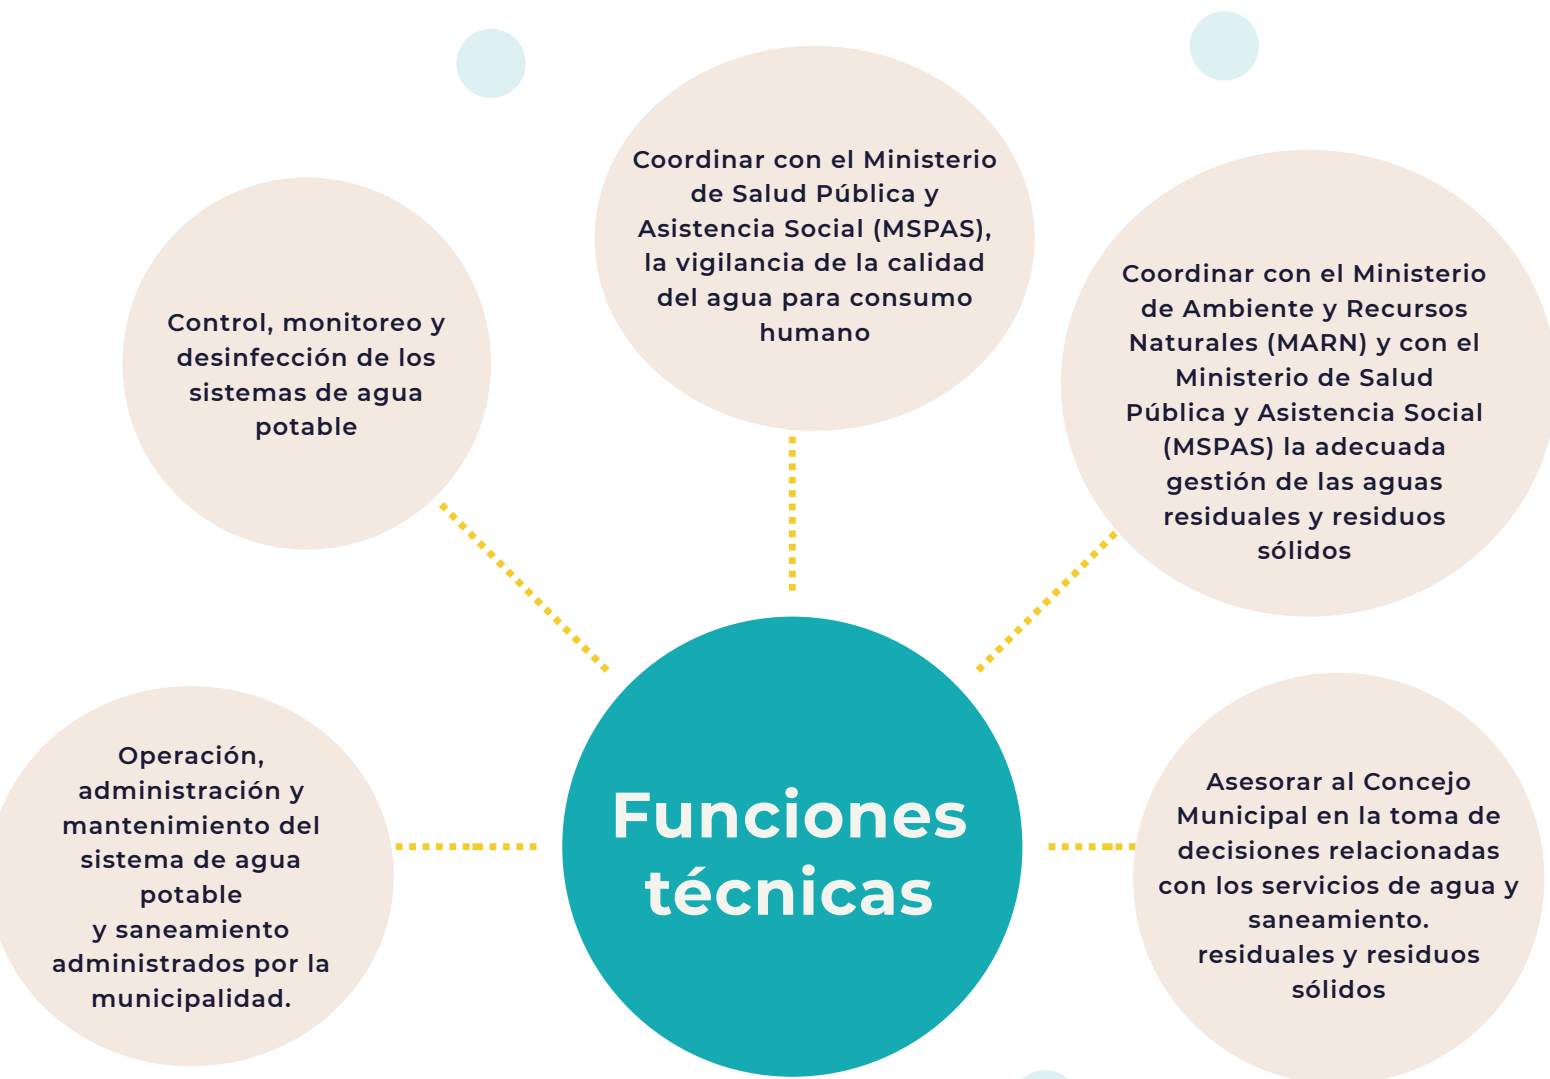 Coordinar con el Ministerio
de Salud Pública y
Asistencia Social (MSPAS),
la vigilancia de la calidad
del agua para consumo
humano
Control, monitoreo y
desinfección de los
sistemas de agua
potable
Coordinar con el Ministerio
de Ambiente y Recursos
Naturales (MARN) y con el
Ministerio de Salud
Pública y Asistencia Social
(MSPAS) la adecuada
gestión de las aguas
residuales y residuos
sólidos
Operación,
administración y
mantenimiento del
sistema de agua
potable
y saneamiento
administrados por la
municipalidad.
Funciones
técnicas
Asesorar al Concejo
Municipal en la toma de
decisiones relacionadas
con los servicios de agua y
saneamiento.
residuales y residuos
sólidos